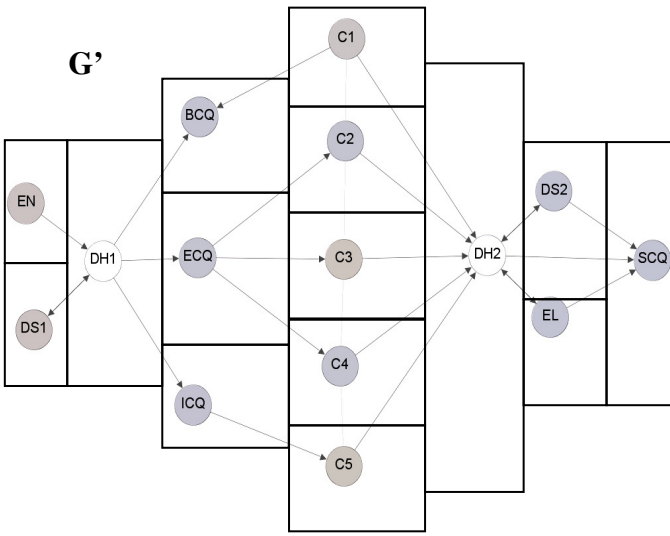 G’
C1
BCQ
C2
EN
DH1
ECQ
C3
DH2
DS2
SCQ
DS1
EL
C4
ICQ
C5